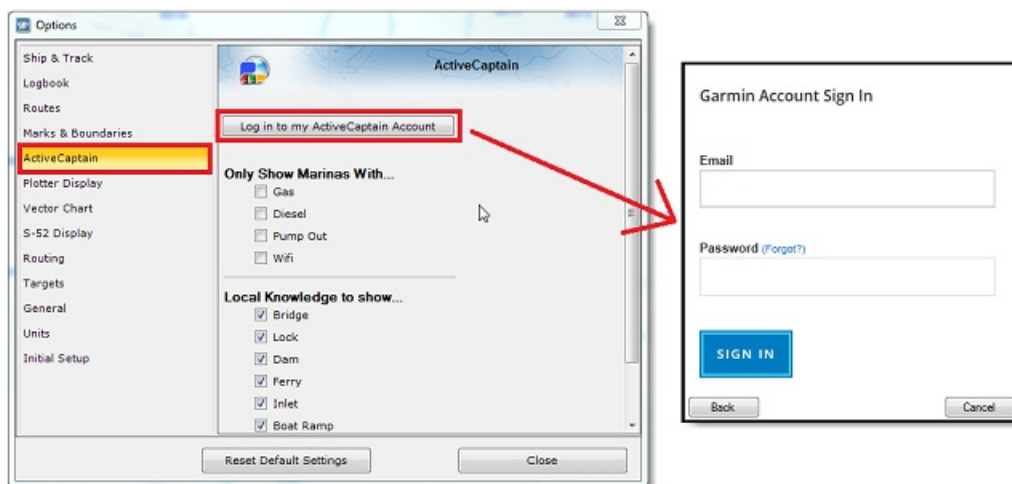 Options
Ship & Track
Logbook
Routes
Marks & Boundaries
ActiveCaptain
Plotter Display
Vector Chart
S-52 Display
Routing
Targets
General
Units
Initial Setup
ActiveCaptain
Log in to my ActiveCaptain Account
Only Show Marinas With...
Gas
Diesel
Pump Out
Wifi
Local Knowledge to show...
Bridge
Lock
Dam
Ferry
Inlet
Boat Ramp
Reset Default Settings
Close
Garmin Account Sign In
Email
Password (Forgot?)
SIGN IN
Back
Cancel